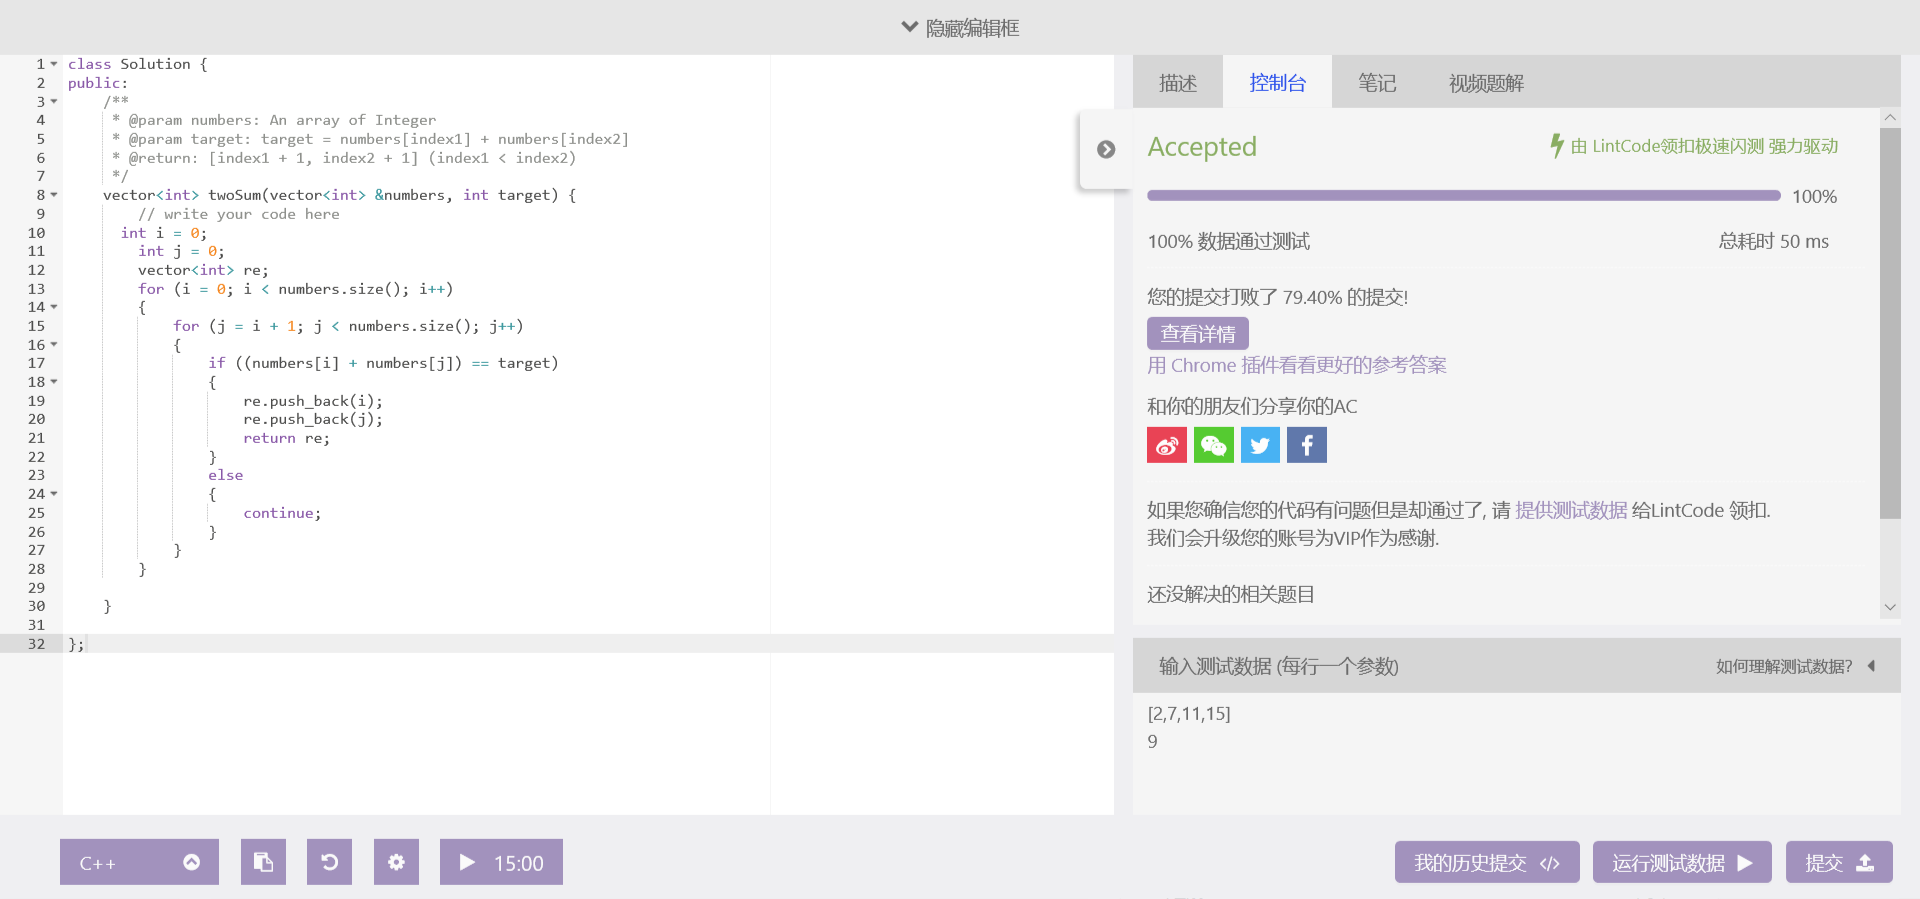 隐藏编辑框
1 class Solution {
2 public:
3 /**
4 * @param numbers: An array of Integer
5 * @param target: target = numbers[index1] + numbers[index2]
6 * @return: [index1 + 1, index2 + 1] (index1 < index2)
7 */
8 vector<int> twoSum(vector<int> &numbers, int target) {
9 // write your code here
10 int i = 0;
11 int j = 0;
12 vector<int> re;
13 for (i = 0; i < numbers.size(); i++)
14 {
15 for (j = i + 1; j < numbers.size(); j++)
16 {
17 if ((numbers[i] + numbers[j]) == target)
18 {
19 re.push_back(i);
20 re.push_back(j);
21 return re;
22 }
23 else
24 {
25 continue;
26 }
27 }
28 }
29
30 }
31
32 };
描述 控制台 笔记 视频题解
Accepted 由 LintCode领扣极速闪测 强力驱动
100%
100% 数据通过测试 总耗时 50 ms
您的提交打败了 79.40% 的提交!
查看详情
用 Chrome 插件看看更好的参考答案
和你的朋友们分享你的AC
如果您确信您的代码有问题但是却通过了, 请 提供测试数据 给LintCode 领扣.
我们会升级您的账号为VIP作为感谢.
还没解决的相关题目
输入测试数据 (每行一个参数) 如何理解测试数据?
[2,7,11,15]
9
C++ 15:00 我的历史提交 运行测试数据 提交